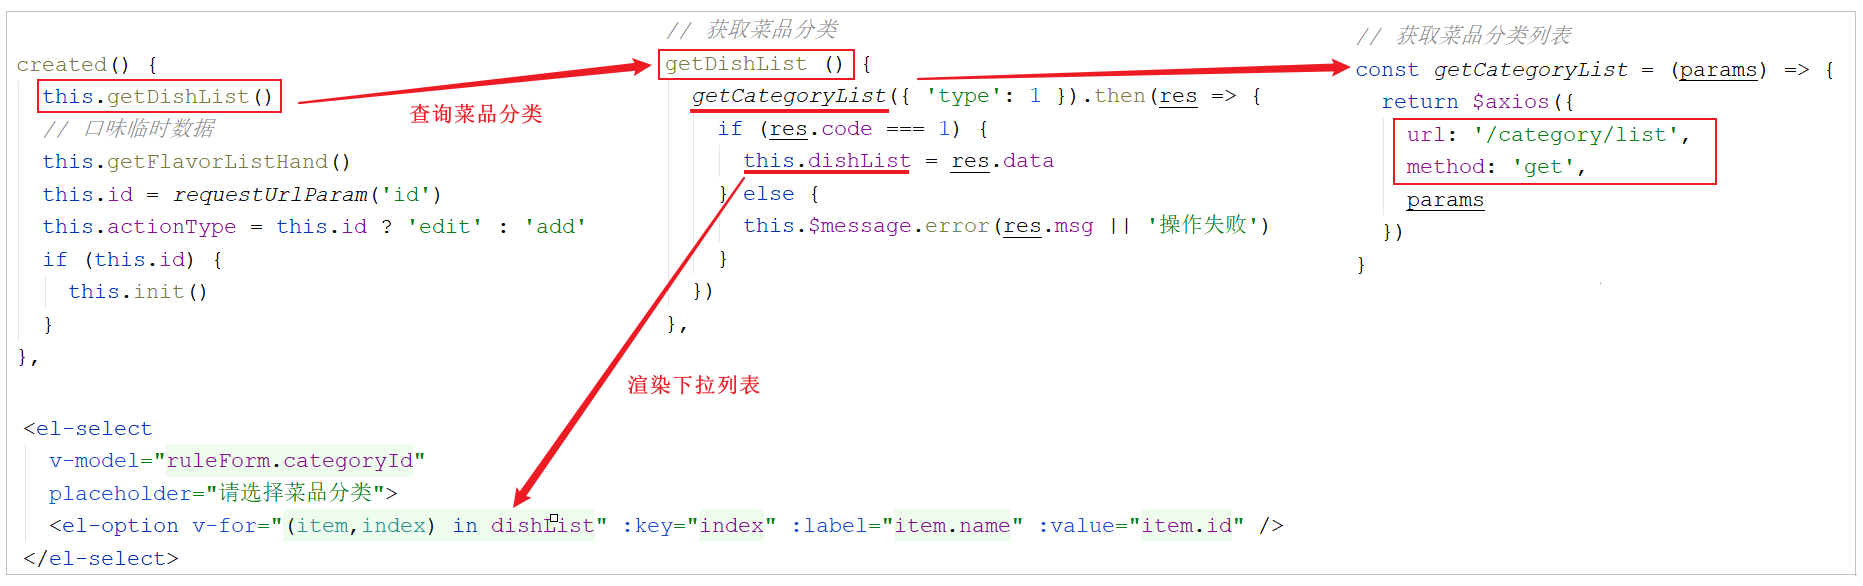 created() {
this.getDishList()
// 口味临时数据
this.getFlavorListHand()
this.id = requestUrlParam('id')
this.actionType = this.id ? 'edit' : 'add'
if (this.id) {
this.init()
}
},
查询菜品分类
// 获取菜品分类
getDishList () {
getCategoryList({ 'type': 1 }).then(res => {
if (res.code === 1) {
this.dishList = res.data
} else {
this.$message.error(res.msg || '操作失败')
}
})
},
// 获取菜品分类列表
const getCategoryList = (params) => {
return $axios({
url: '/category/list',
method: 'get',
params
})
}
渲染下拉列表
<el-select
v-model="ruleForm.categoryId"
placeholder="请选择菜品分类">
<el-option v-for="(item,index) in dishList" :key="index" :label="item.name" :value="item.id" />
</el-select>